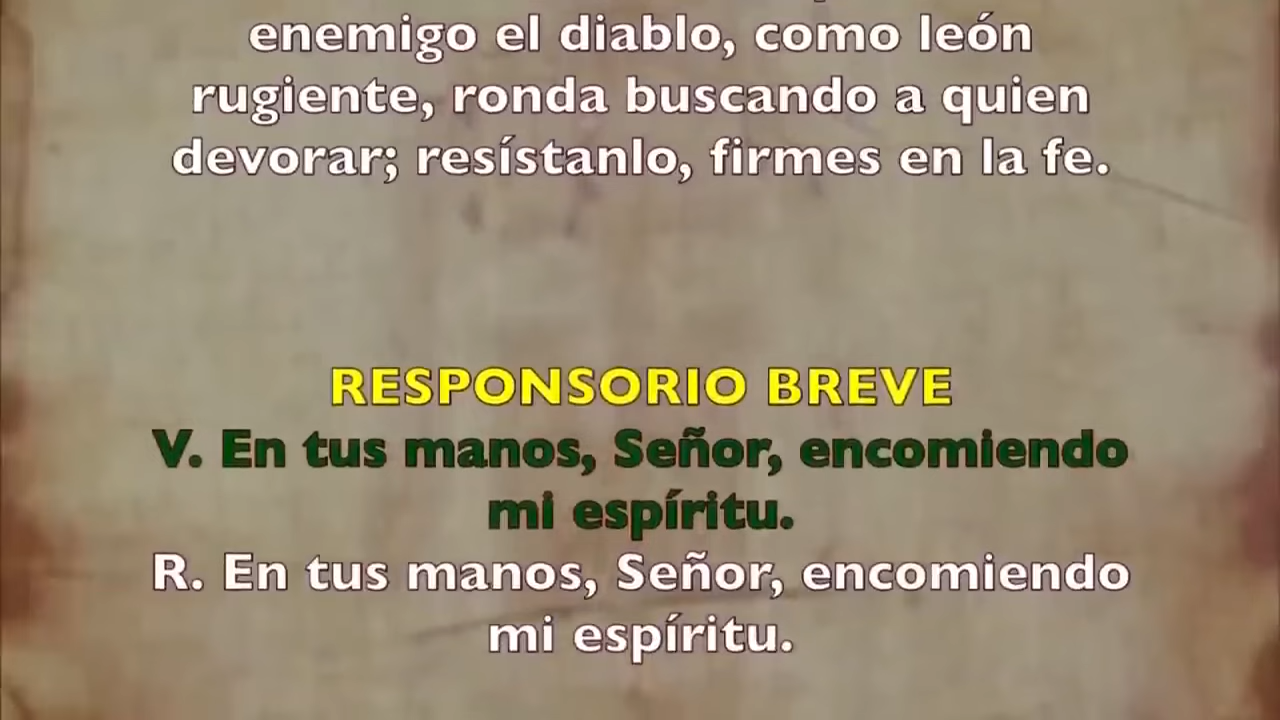 enemigo el diablo, como león
rugiente, ronda buscando a quien
devorar; resístanlo, firmes en la fe.
RESPONSORIO BREVE
V. En tus manos, Señor, encomiendo
mi espíritu.
R. En tus manos, Señor, encomiendo
mi espíritu.